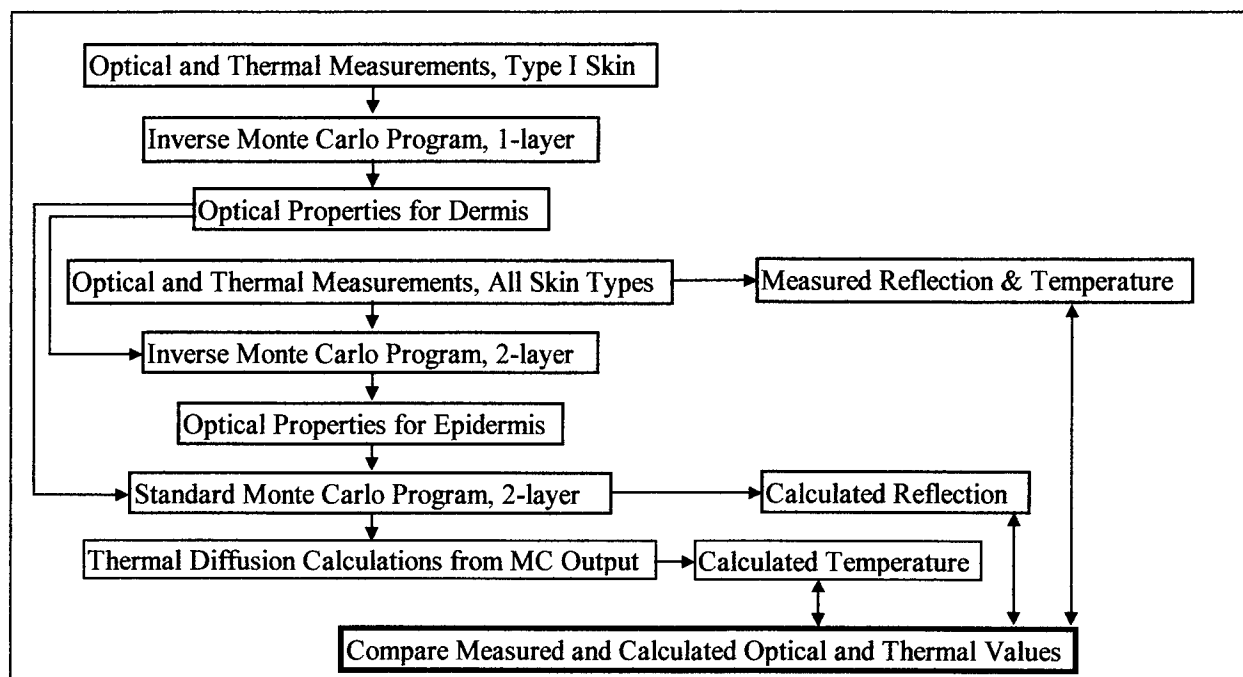 Optical and Thermal Measurements, Type I Skin
Inverse Monte Carlo Program, 1-layer
Optical Properties for Dermis
Optical and Thermal Measurements, All Skin Types
Measured Reflection & Temperature
Inverse Monte Carlo Program, 2-layer
Optical Properties for Epidermis
Standard Monte Carlo Program, 2-layer
Calculated Reflection
Thermal Diffusion Calculations from MC Output
Calculated Temperature
Compare Measured and Calculated Optical and Thermal Values